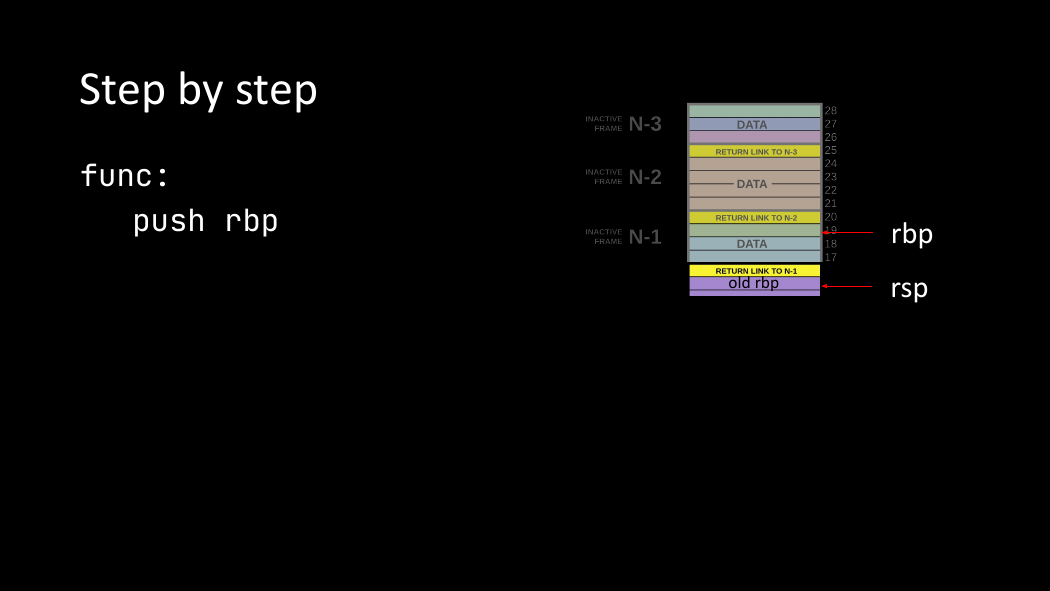 Step by step
func:
push rbp
INACTIVE
FRAME
N-3
DATA
28
27
26
RETURN LINK TO N-3
25
INACTIVE
FRAME
N-2
DATA
24
23
22
21
RETURN LINK TO N-2
20
INACTIVE
FRAME
N-1
DATA
19
18
17
rbp
RETURN LINK TO N-1
old rbp
rsp